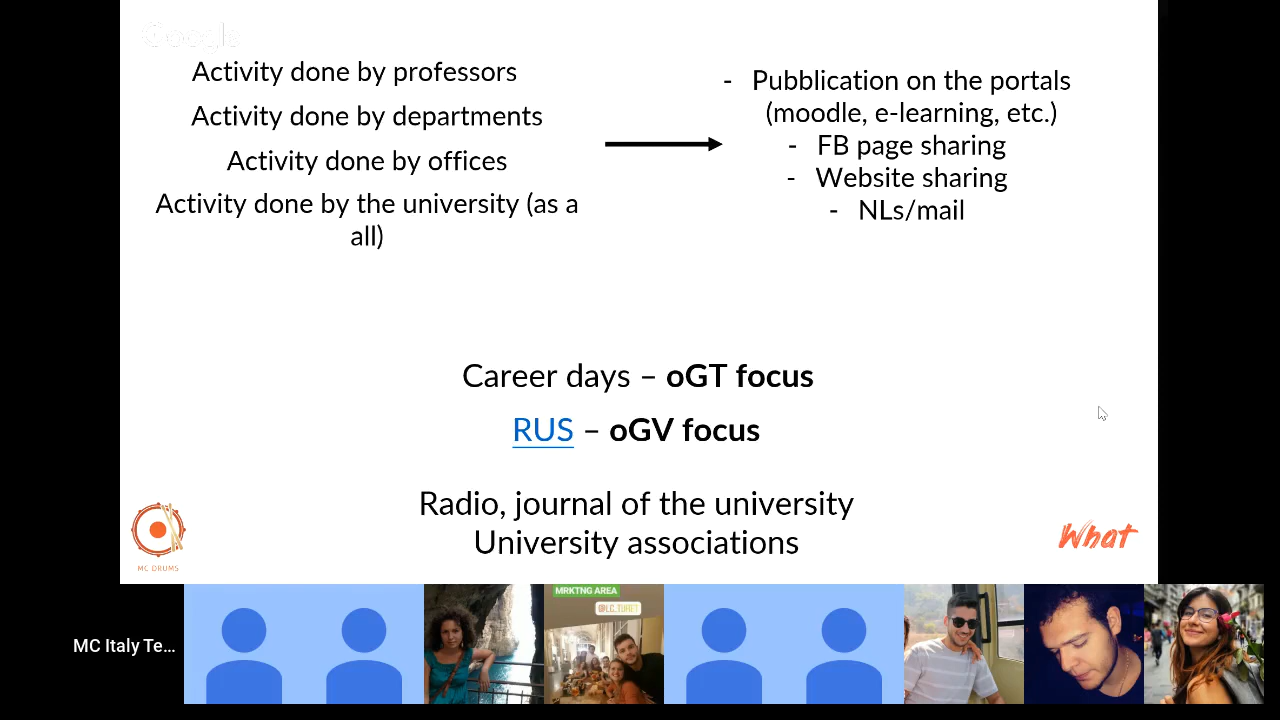 Google
Activity done by professors
Activity done by departments
Activity done by offices
Activity done by the university (as a
all)
- Pubblication on the portals
(moodle, e-learning, etc.)
- FB page sharing
- Website sharing
- NLs/mail
Career days – oGT focus
RUS – oGV focus
Radio, journal of the university
University associations
MC DRUMS
What
MC Italy Te...
MRKTNG AREA
@LC_TURET